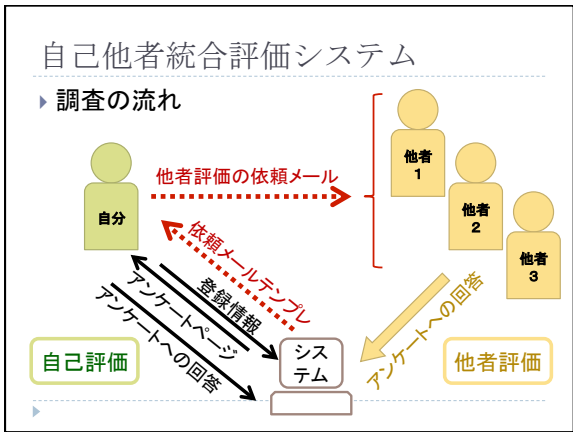 自己他者統合評価システム
調査の流れ
他者評価の依頼メール
自分
他者
1
他者
2
他者
3
依頼メールテンプレ
登録情報
アンケートページ
アンケートへの回答
シス
テム
アンケートへの回答
自己評価
他者評価